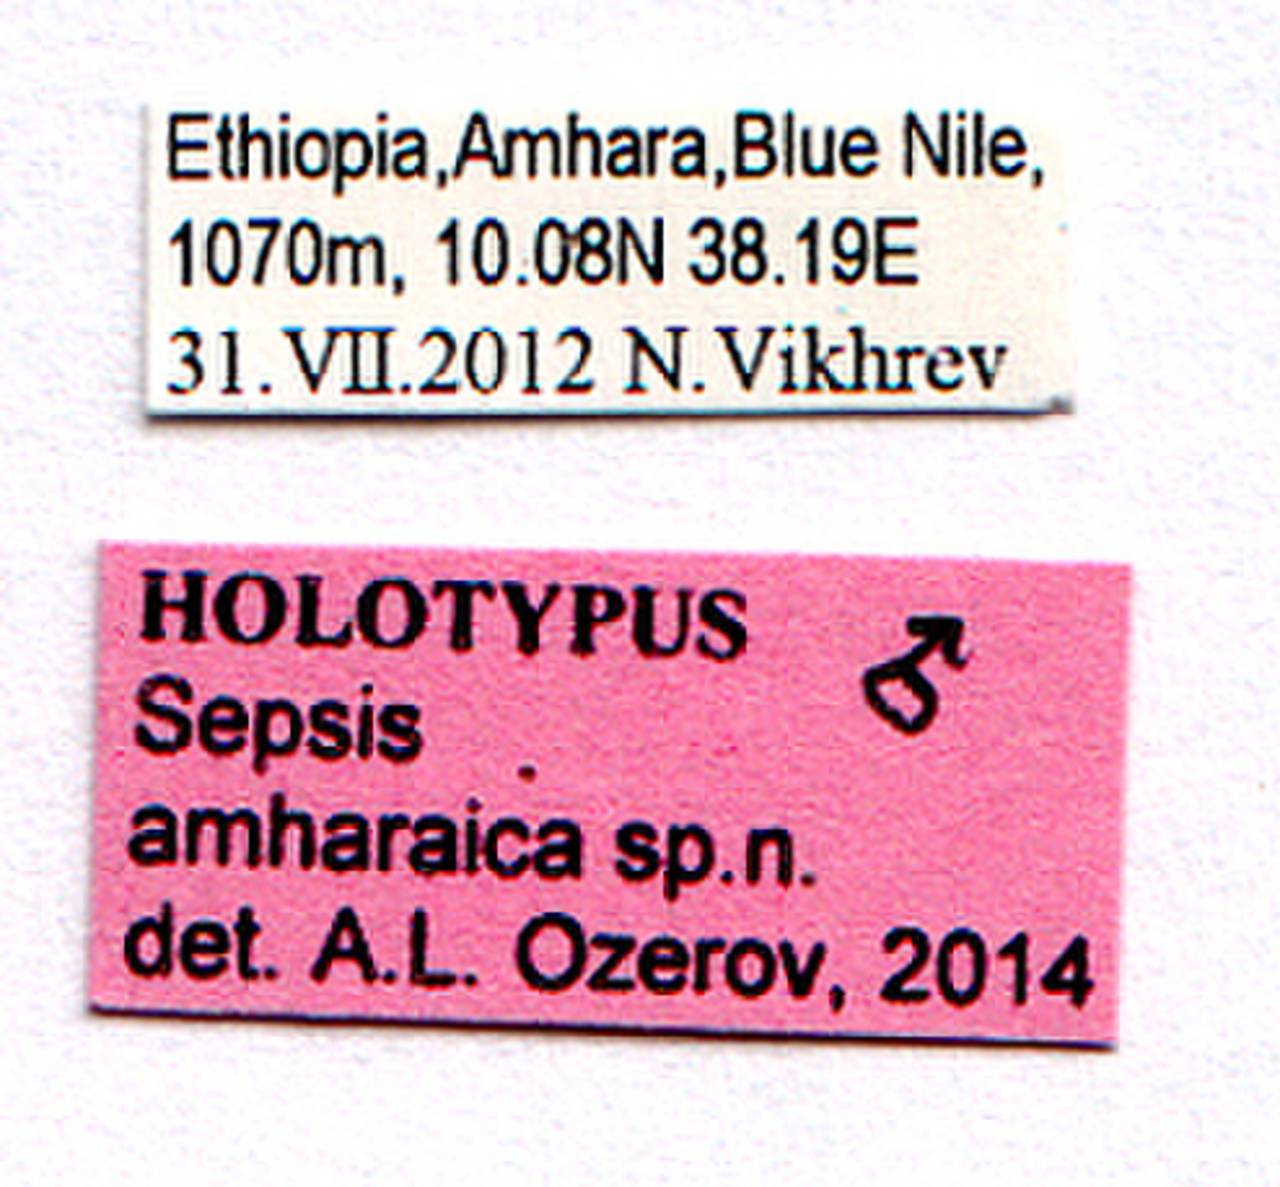 Ethiopia,Amhara,Blue Nile,
1070m, 10.08N 38.19E
31.VII.2012 N.Vikhrev
HOLOTYPUS ♂
Sepsis
amharaica sp.n.
det. A.L. Ozerov, 2014